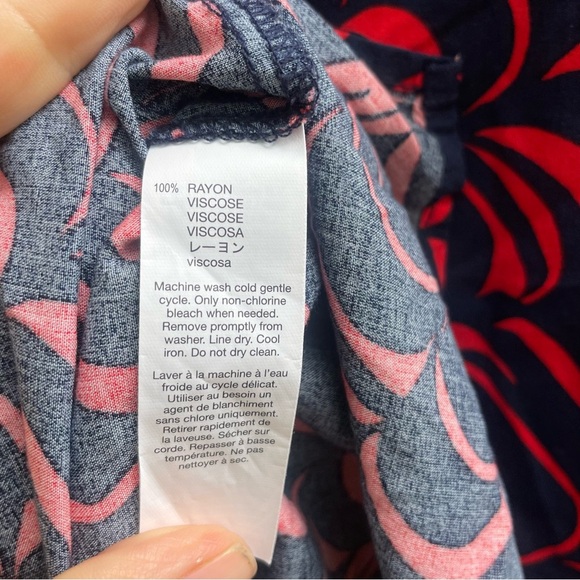 100% RAYON
VISCOSE
VISCOSE
VISCOSA
レーヨン
viscosa
Machine wash cold gentle
cycle. Only non-chlorine
bleach when needed.
Remove promptly from
washer. Line dry. Cool
iron. Do not dry clean.
Laver à la machine à l'eau
froide au cycle délicat.
Utiliser au besoin un
agent de blanchiment
sans chlore uniquement.
Retirer rapidement de
la laveuse. Sécher sur
corde. Repasser à basse
température. Ne pas
nettoyer à sec.